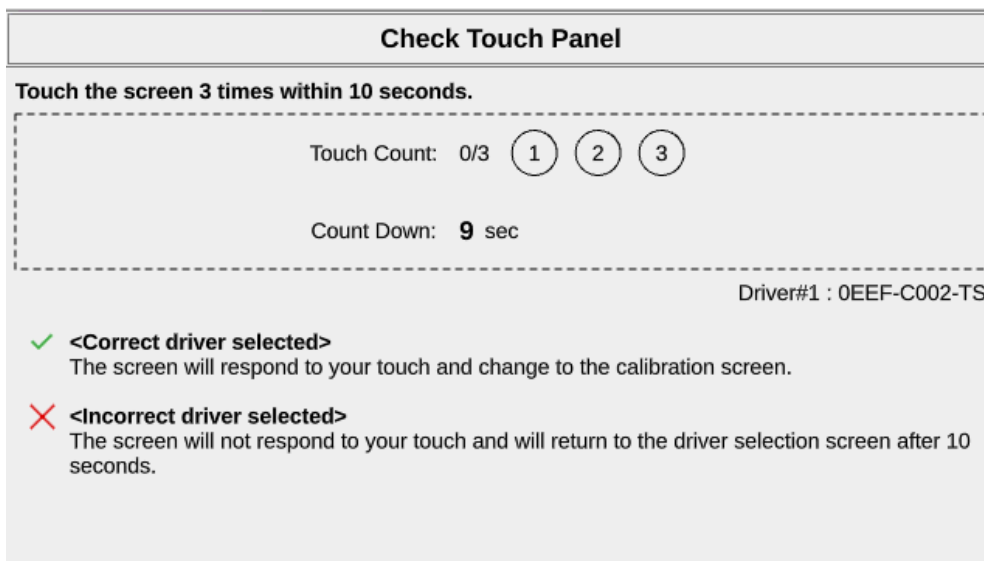 Check Touch Panel
Touch the screen 3 times within 10 seconds.
Touch Count: 0/3 1 2 3
Count Down: 9 sec
Driver#1 : 0EEF-C002-TS
<Correct driver selected>
The screen will respond to your touch and change to the calibration screen.
<Incorrect driver selected>
The screen will not respond to your touch and will return to the driver selection screen after 10
seconds.